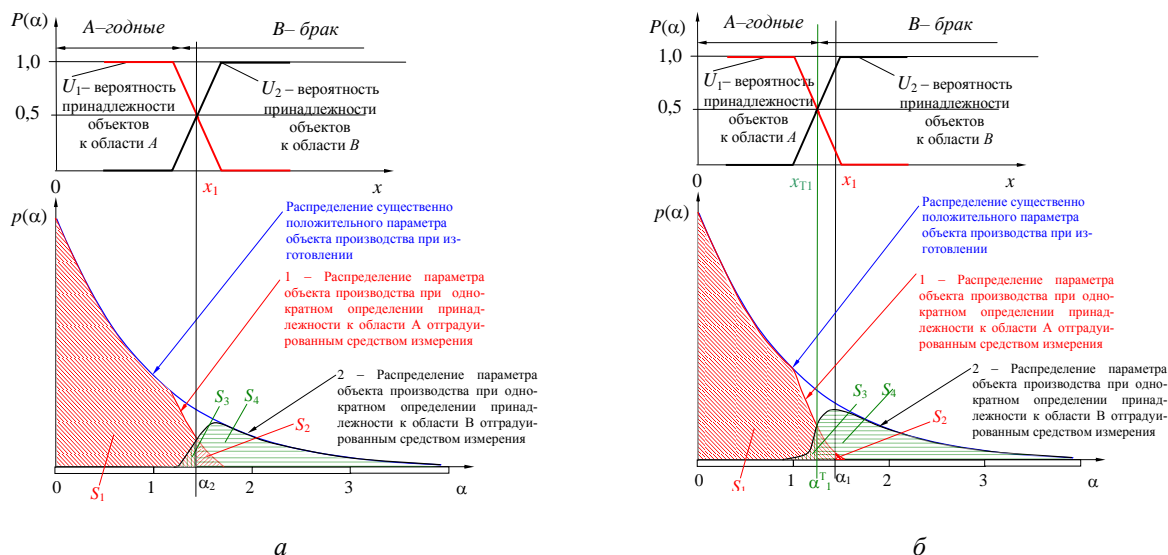 P(α)
A–годные
B– брак
1,0
U1– вероятность
принадлежности
объектов
к области A
U2 – вероятность
принадлежности
объектов
к области B
0,5
0
x1
x
p(α)
Распределение существенно
положительного параметра
объекта производства при из-
готовлении
1 – Распределение параметра
объекта производства при одно-
кратном определении принад-
лежности к области А отградуи-
рованным средством измерения
2 – Распределение параметра
объекта производства при одно-
кратном определении принад-
лежности к области В отградуи-
рованным средством измерения
S3
S4
S2
S1
0
1
α2
2
3
α
а
P(α)
A–годные
B– брак
1,0
U1– вероятность
принадлежности
объектов
к области A
U2 – вероятность
принадлежности
объектов
к области B
0,5
0
xT1
x1
x
p(α)
Распределение существенно
положительного параметра
объекта производства при из-
готовлении
1 – Распределение параметра
объекта производства при одно-
кратном определении принад-
лежности к области А отградуи-
рованным средством измерения
2 – Распределение параметра
объекта производства при одно-
кратном определении принад-
лежности к области В отградуи-
рованным средством измерения
S3
S4
S2
S1
0
1
αT1
α1
2
3
α
б